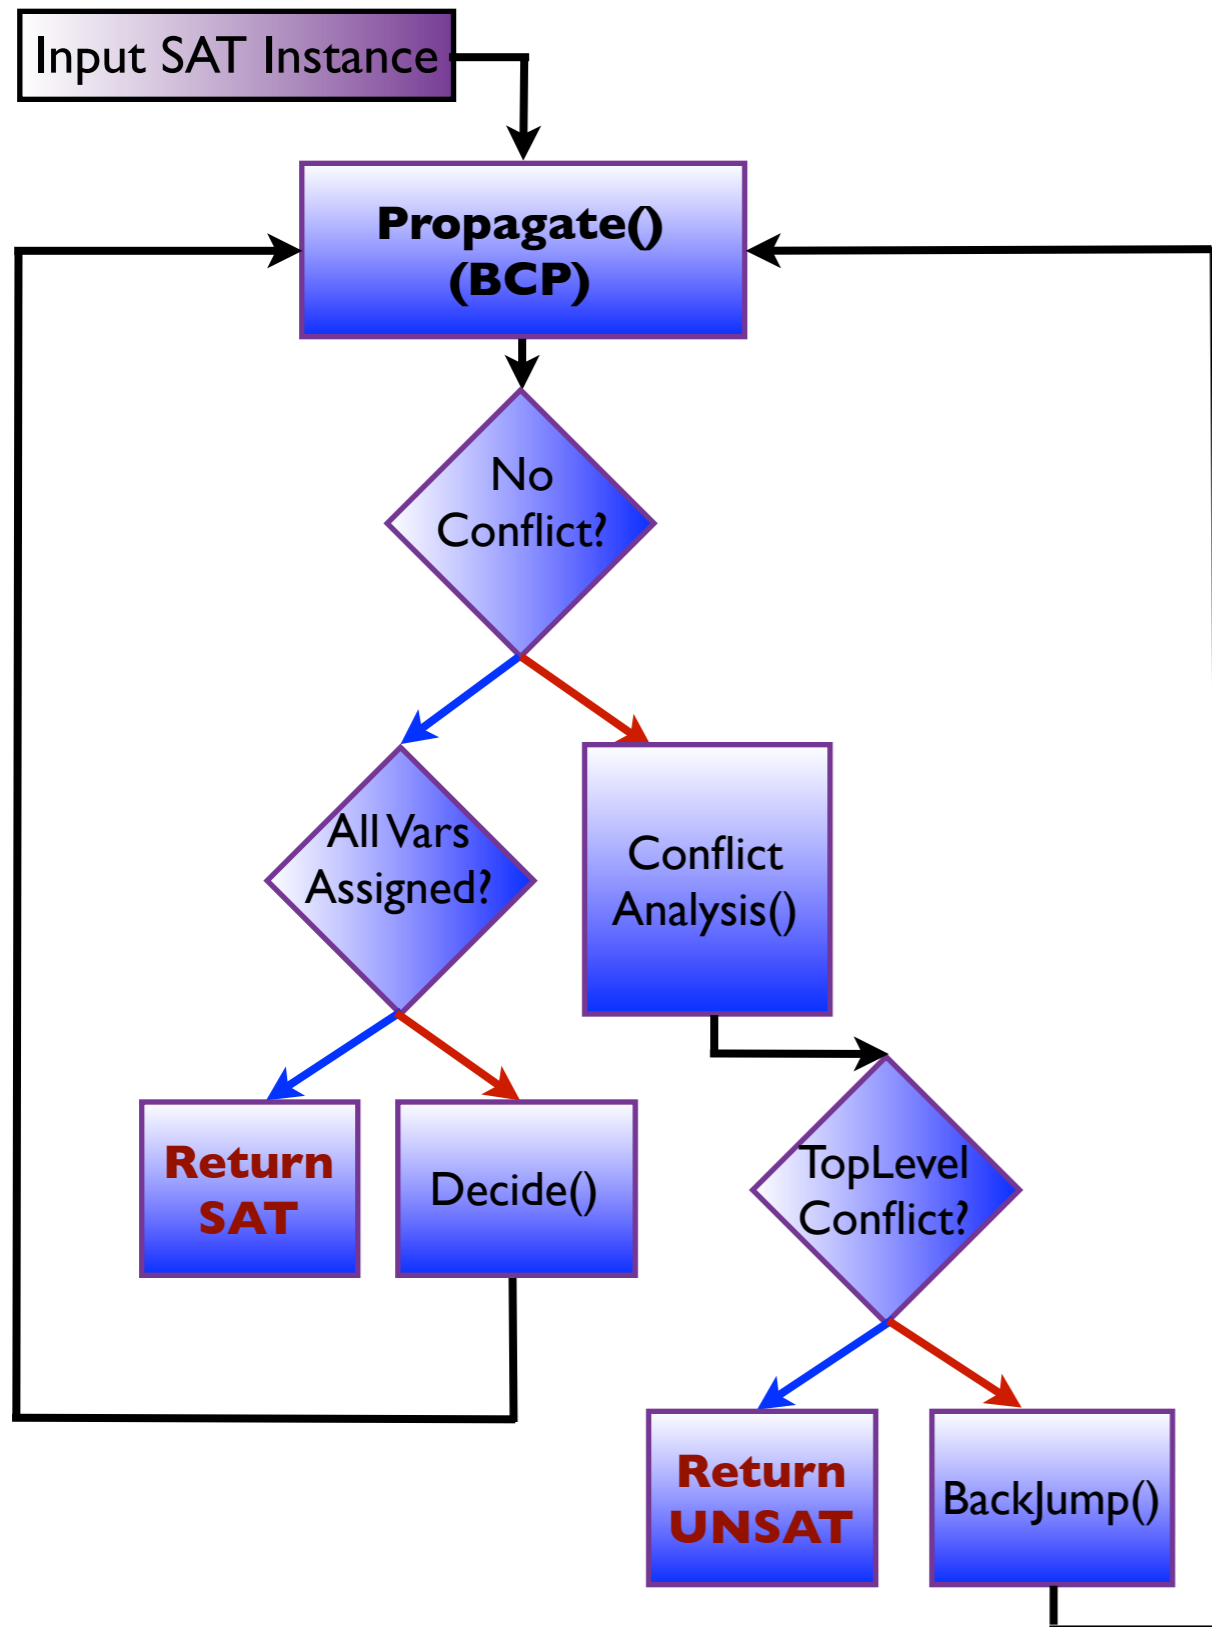 Input SAT Instance
Propagate()
(BCP)
No
Conflict?
All Vars
Assigned?
Conflict
Analysis()
Return
SAT
Decide()
TopLevel
Conflict?
Return
UNSAT
BackJump()